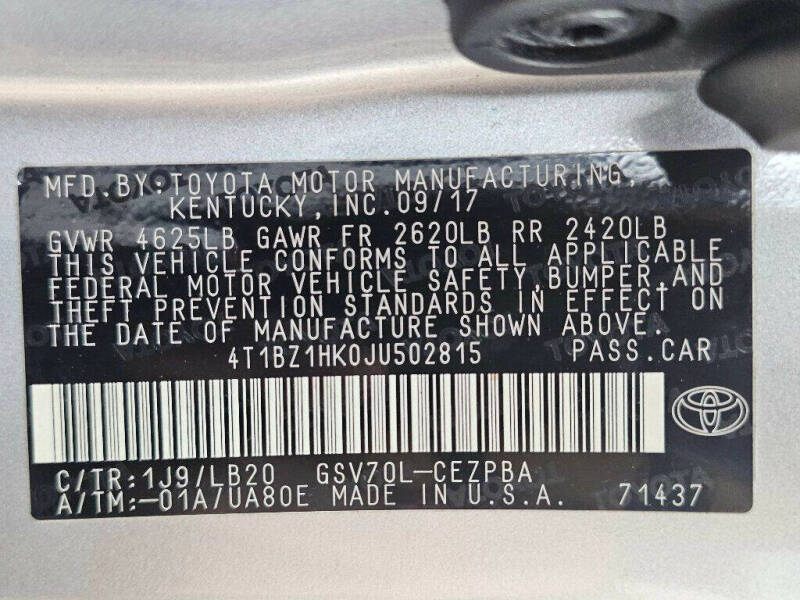 MFD.BY:TOYOTA MOTOR MANUFACTURING,
KENTUCKY,INC.09/17
GVWR 4625LB GAWR FR 2620LB RR 2420LB
THIS VEHICLE CONFORMS TO ALL APPLICABLE
FEDERAL MOTOR VEHICLE SAFETY,BUMPER,AND
THEFT PREVENTION STANDARDS IN EFFECT ON
THE DATE OF MANUFACTURE SHOWN ABOVE.
4T1BZ1HK0JU502815 PASS.CAR
C/TR:1J9/LB20 GSV70L-CEZPBA
A/TM:-01A/UA80E MADE IN U.S.A. 71437